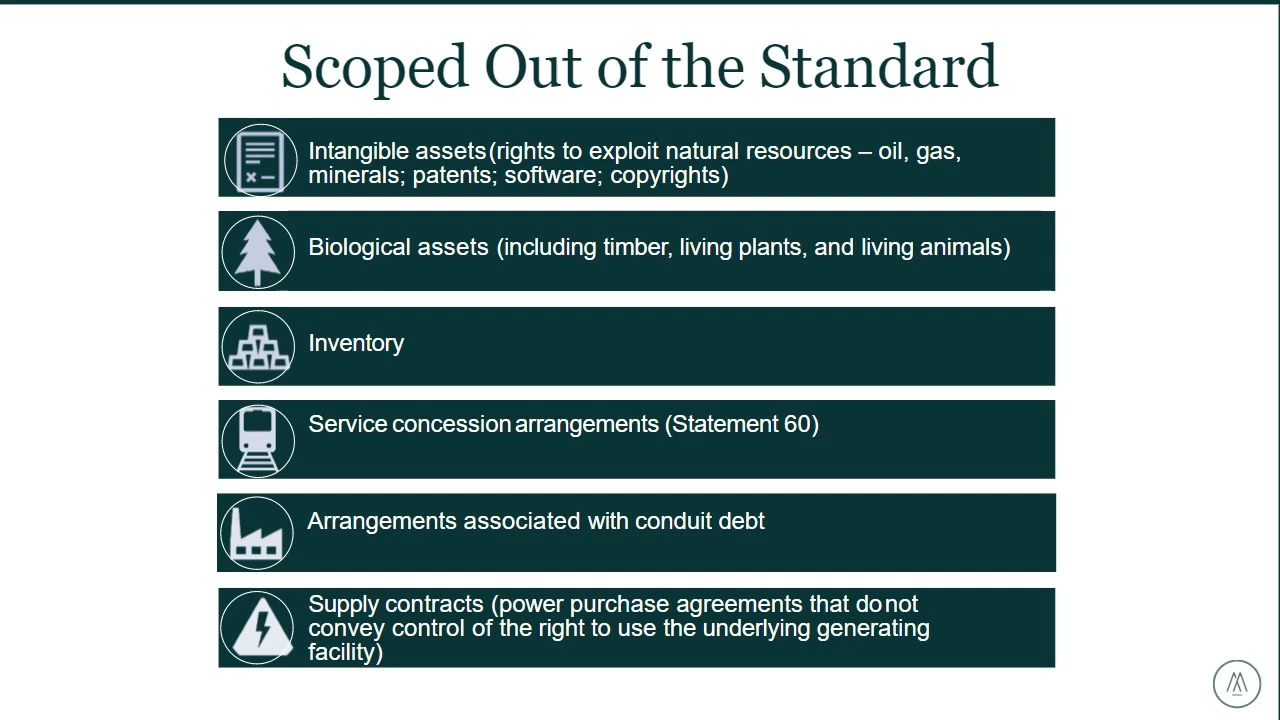 Scoped Out of the Standard
Intangible assets (rights to exploit natural resources – oil, gas,
minerals; patents; software; copyrights)
Biological assets (including timber, living plants, and living animals)
Inventory
Service concession arrangements (Statement 60)
Arrangements associated with conduit debt
Supply contracts (power purchase agreements that do not
convey control of the right to use the underlying generating
facility)